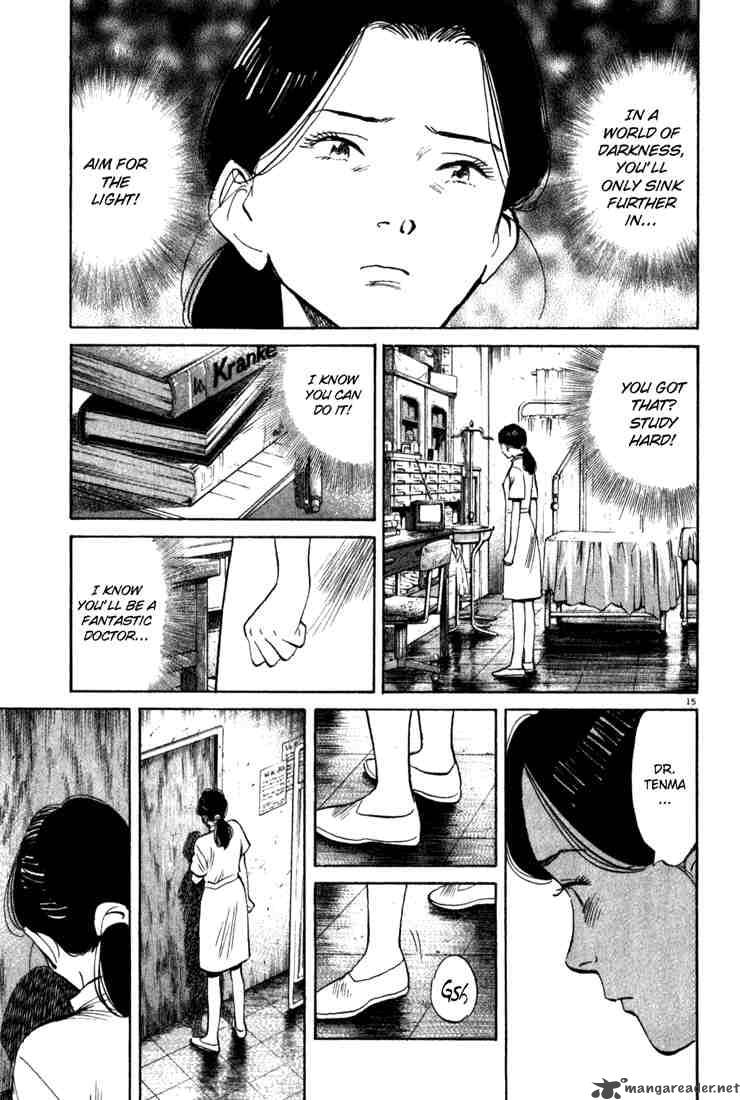 IN A
WORLD OF
DARKNESS,
YOU'LL
ONLY SINK
FURTHER
IN...
AIM FOR
THE
LIGHT!
YOU GOT
THAT?
STUDY
HARD!
I KNOW
YOU CAN
DO IT!
Kranke
I KNOW
YOU'LL BE A
FANTASTIC
DOCTOR...
15
DR.
TENMA
...
GSh
mangareader.net